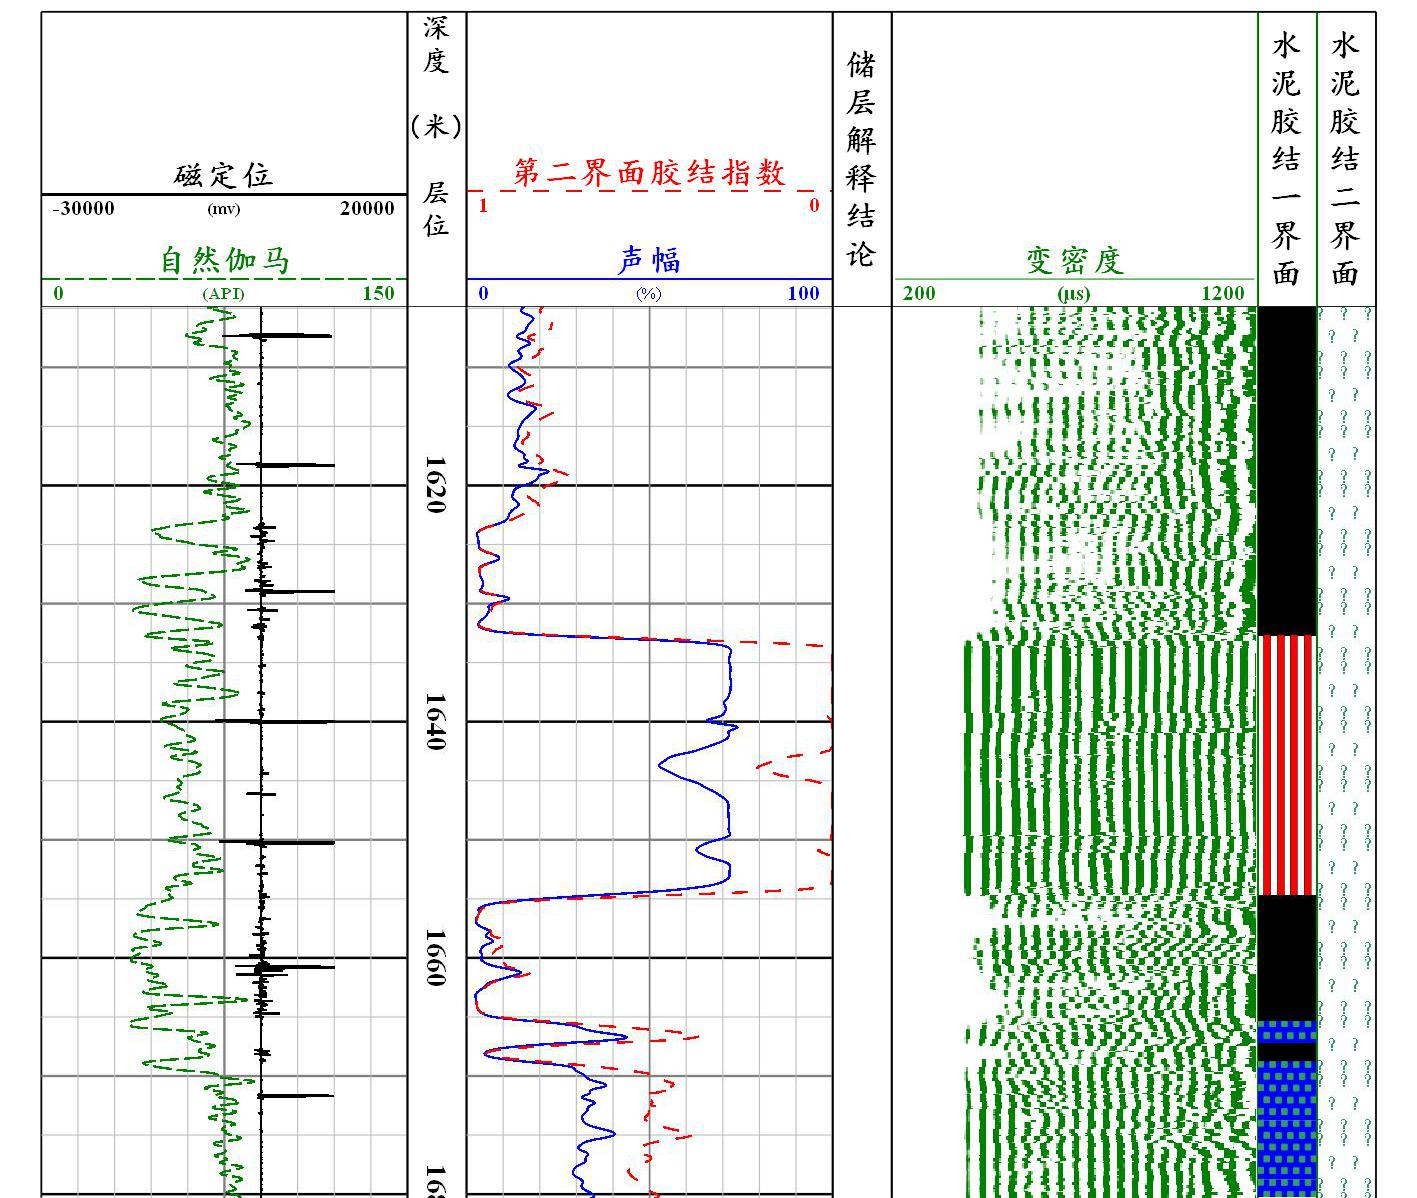 磁定位
-30000 (mv) 20000
自然伽马
0 (API) 150
深度
(米)
层位
第二界面胶结指数
1 0
声幅
0 (%) 100
储层解释结论
变密度
200 (μs) 1200
水泥胶结一界面
水泥胶结二界面
1620
1640
1660